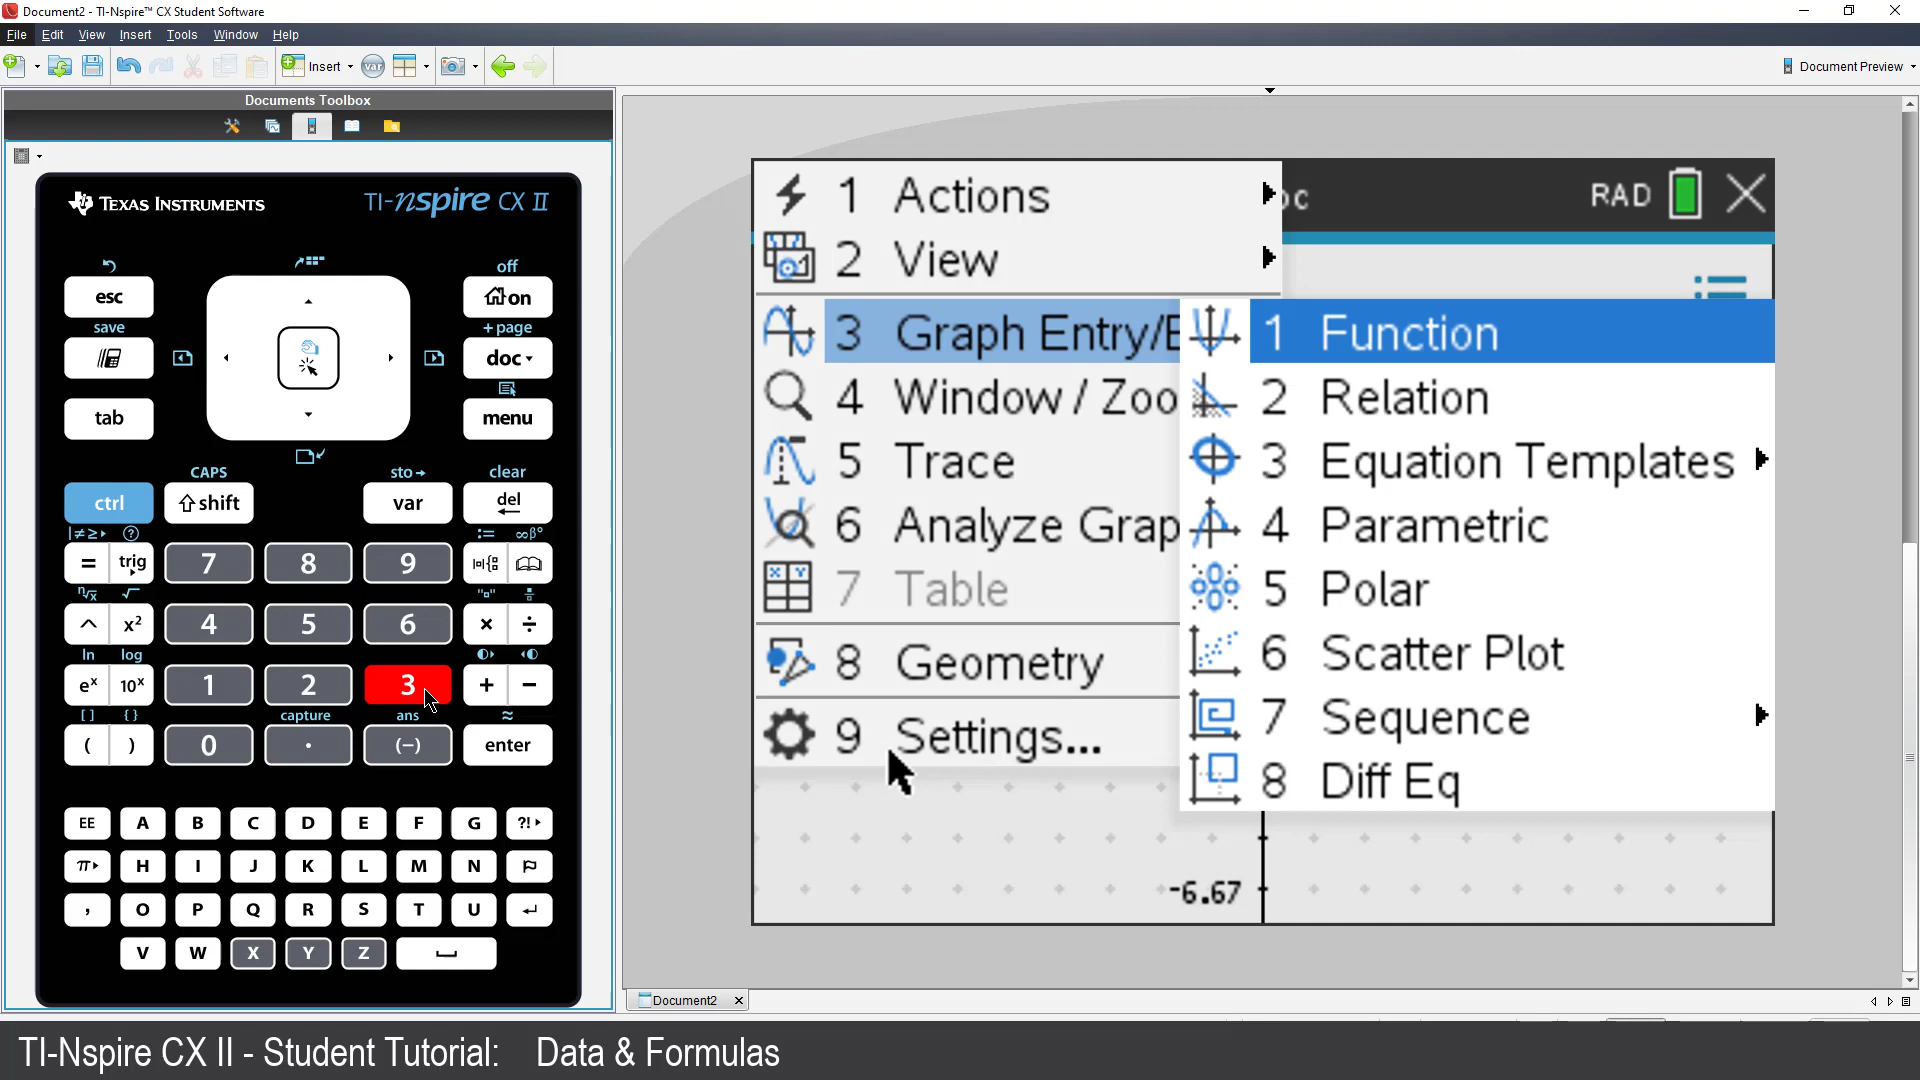 Document2 - TI-Nspire™ CX Student Software
File Edit View Insert Tools Window Help
Insert var Document Preview
Documents Toolbox
TEXAS INSTRUMENTS TI-nspire CX II
off
esc on
save + page
doc
tab menu
CAPS sto→ clear
ctrl ⇧shift var del
|≠≥▸ ? := ∞β°
= trig 7 8 9
ⁿ√x √
^ x² 4 5 6 × ÷
ln log
eˣ 10ˣ 1 2 3 + −
[ ] { } capture ans ≈
( ) 0 . (−) enter
EE A B C D E F G ?!▸
π▸ H I J K L M N
, O P Q R S T U ↵
V W X Y Z
1 Actions
2 View
3 Graph Entry/E
4 Window / Zoo
5 Trace
6 Analyze Grap
7 Table
8 Geometry
9 Settings...
oc RAD
1 Function
2 Relation
3 Equation Templates
4 Parametric
5 Polar
6 Scatter Plot
7 Sequence
8 Diff Eq
-6.67
Document2
TI-Nspire CX II - Student Tutorial: Data & Formulas